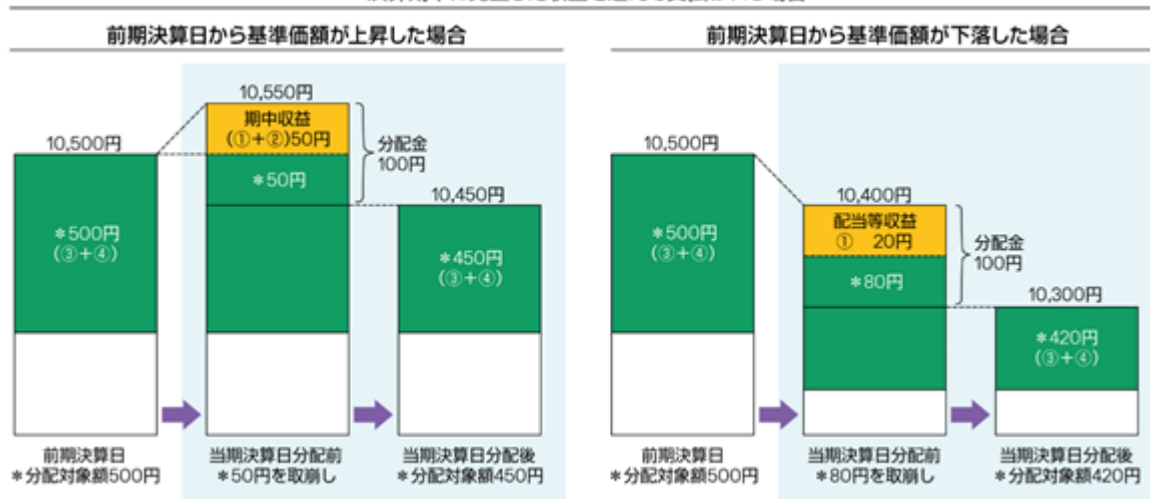 前期決算日から基準価額が上昇した場合
10,500円
＊500円
(③+④)
10,550円
期中収益
(①+②)50円
＊50円
分配金
100円
10,450円
＊450円
(③+④)
前期決算日
＊分配対象額500円
当期決算日分配前
＊50円を取崩し
当期決算日分配後
＊分配対象額450円
前期決算日から基準価額が下落した場合
10,500円
＊500円
(③+④)
10,400円
配当等収益
① 20円
＊80円
分配金
100円
10,300円
＊420円
(③+④)
前期決算日
＊分配対象額500円
当期決算日分配前
＊80円を取崩し
当期決算日分配後
＊分配対象額420円